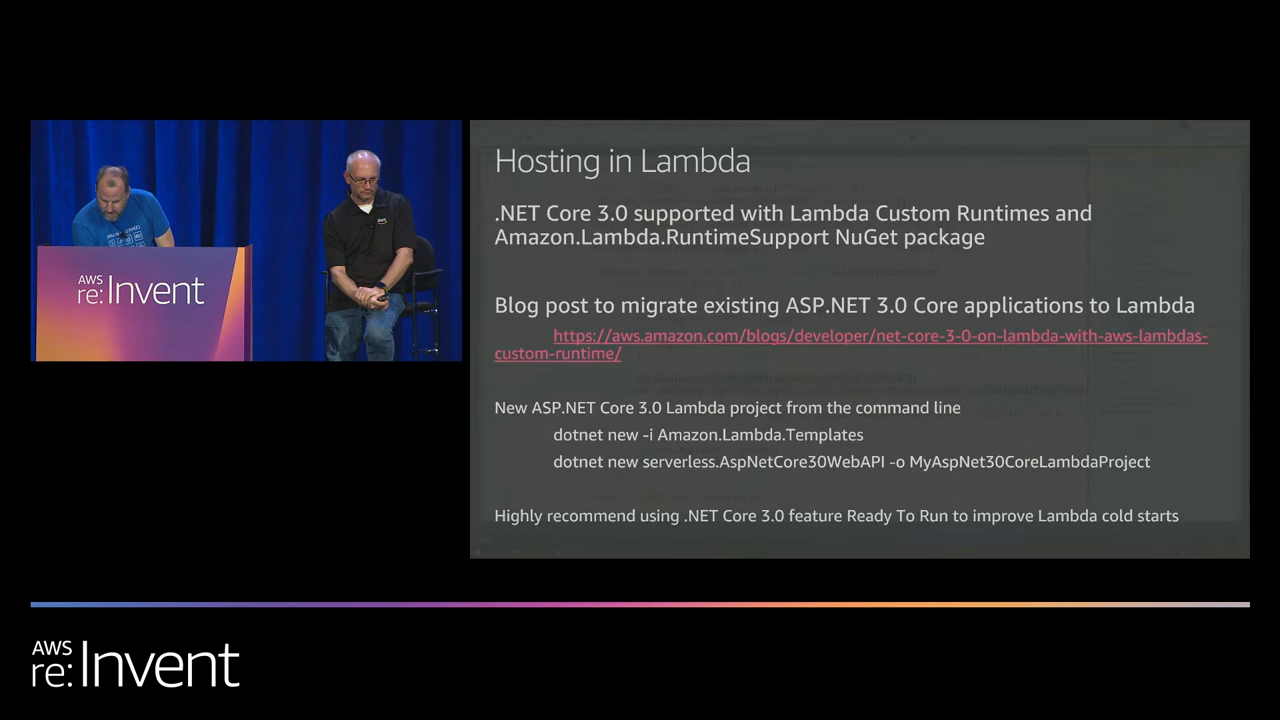 AWS
re:Invent
Hosting in Lambda
.NET Core 3.0 supported with Lambda Custom Runtimes and
Amazon.Lambda.RuntimeSupport NuGet package
Blog post to migrate existing ASP.NET 3.0 Core applications to Lambda
https://aws.amazon.com/blogs/developer/net-core-3-0-on-lambda-with-aws-lambdas-
custom-runtime/
New ASP.NET Core 3.0 Lambda project from the command line
dotnet new -i Amazon.Lambda.Templates
dotnet new serverless.AspNetCore30WebAPI -o MyAspNet30CoreLambdaProject
Highly recommend using .NET Core 3.0 feature Ready To Run to improve Lambda cold starts
AWS
re:Invent